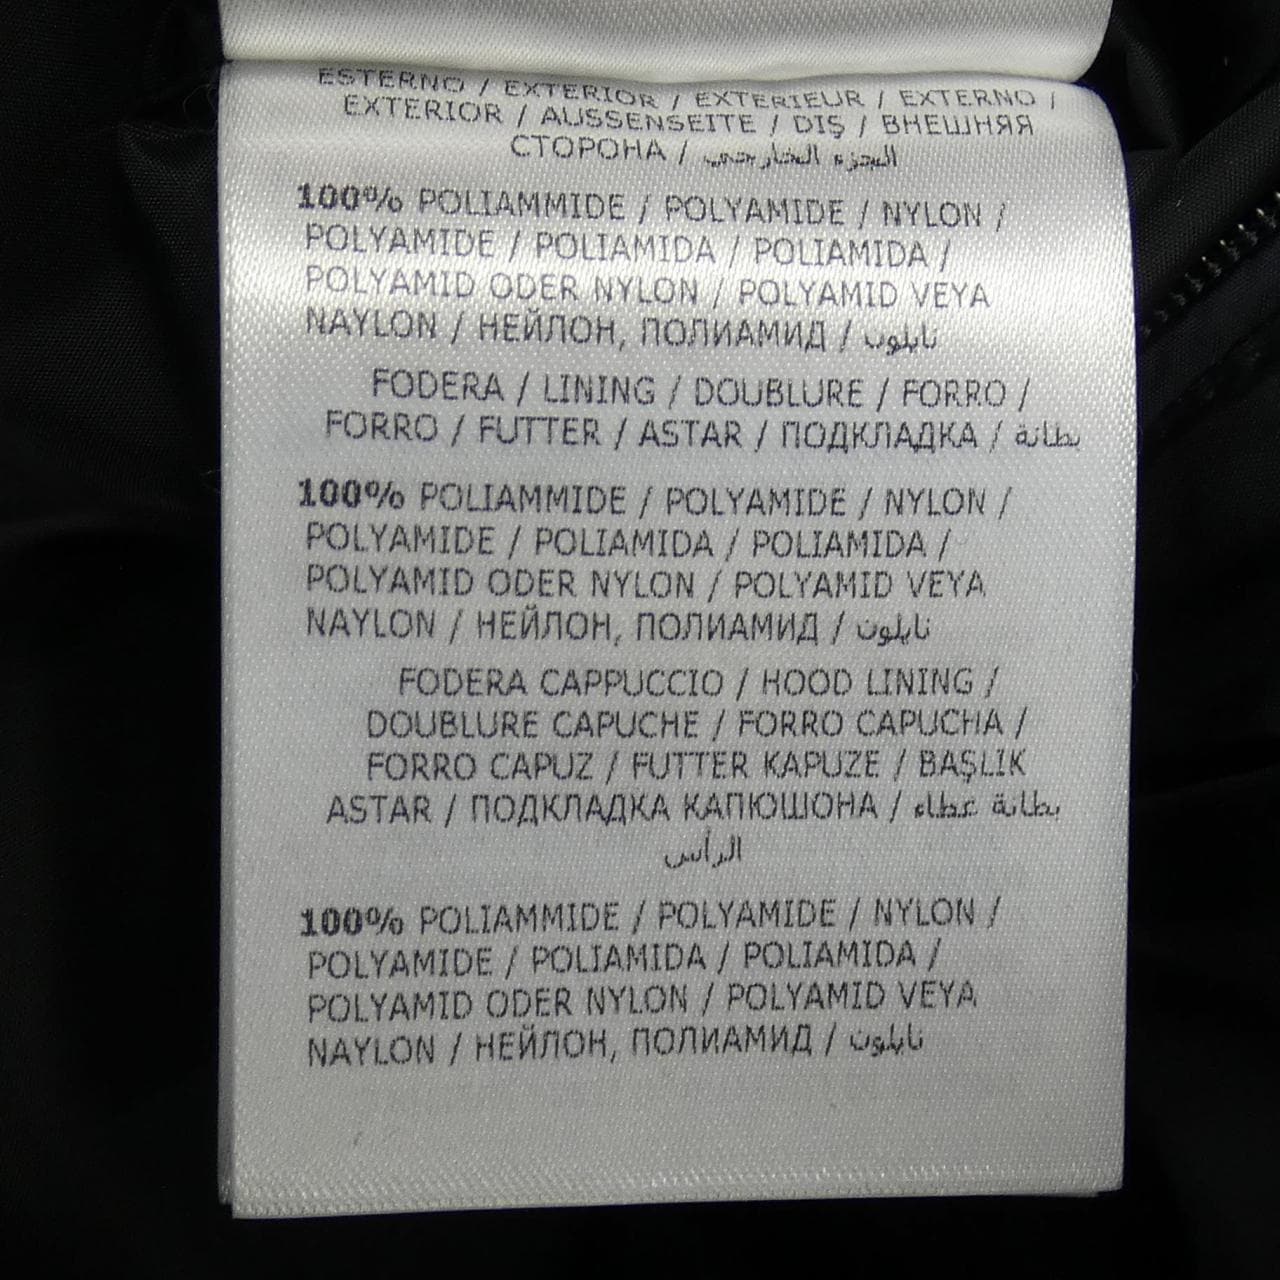 ESTERNO / EXTERIOR / EXTERIEUR / EXTERNO /
EXTERIOR / AUSSENSEITE / DIŞ / ВНЕШНЯЯ
СТОРОНА / الجزء الخارجي
100% POLIAMMIDE / POLYAMIDE / NYLON /
POLYAMIDE / POLIAMIDA / POLIAMIDA /
POLYAMID ODER NYLON / POLYAMID VEYA
NAYLON / НЕЙЛОН, ПОЛИАМИД / نايلون
FODERA / LINING / DOUBLURE / FORRO /
FORRO / FUTTER / ASTAR / ПОДКЛАДКА / بطانة
100% POLIAMMIDE / POLYAMIDE / NYLON /
POLYAMIDE / POLIAMIDA / POLIAMIDA /
POLYAMID ODER NYLON / POLYAMID VEYA
NAYLON / НЕЙЛОН, ПОЛИАМИД / نايلون
FODERA CAPPUCCIO / HOOD LINING /
DOUBLURE CAPUCHE / FORRO CAPUCHA /
FORRO CAPUZ / FUTTER KAPUZE / BAŞLIK
ASTAR / ПОДКЛАДКА КАПЮШОНА / بطانة غطاء
الرأس
100% POLIAMMIDE / POLYAMIDE / NYLON /
POLYAMIDE / POLIAMIDA / POLIAMIDA /
POLYAMID ODER NYLON / POLYAMID VEYA
NAYLON / НЕЙЛОН, ПОЛИАМИД / نايلون